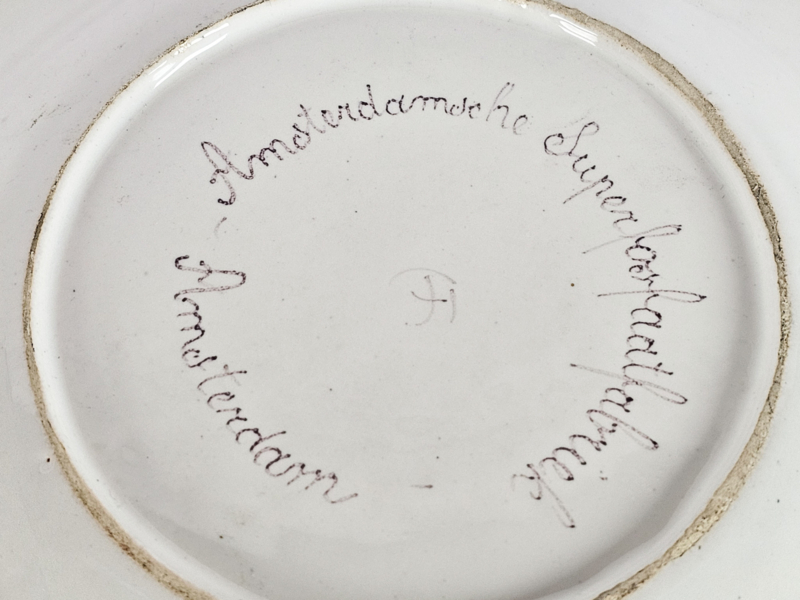 Amsterdamsche Superfosfaatfabriek
- Amsterdam -